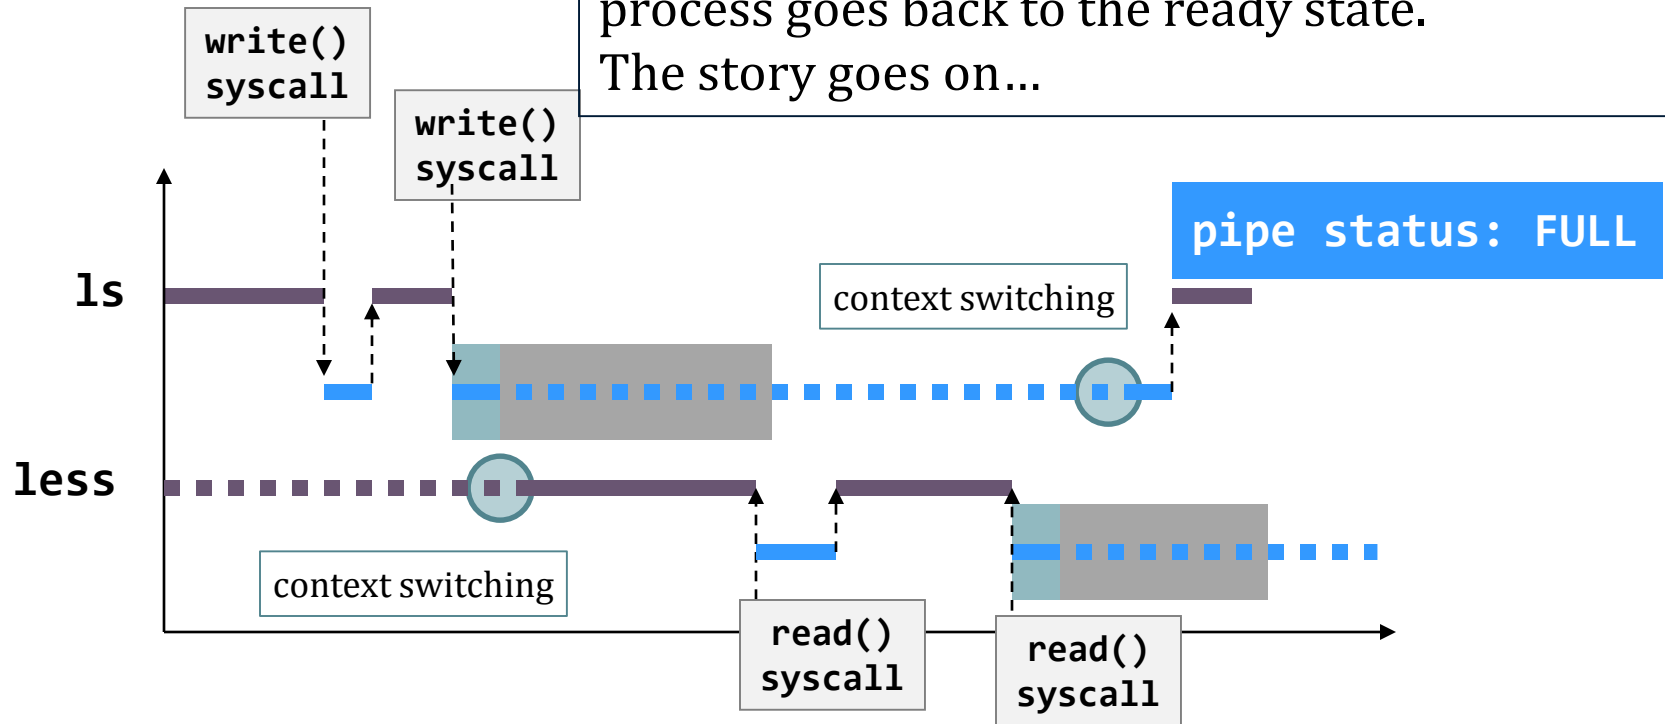 process goes back to the ready state.
The story goes on…
write()
syscall
write()
syscall
pipe status: FULL
ls
context switching
less
context switching
read()
syscall
read()
syscall